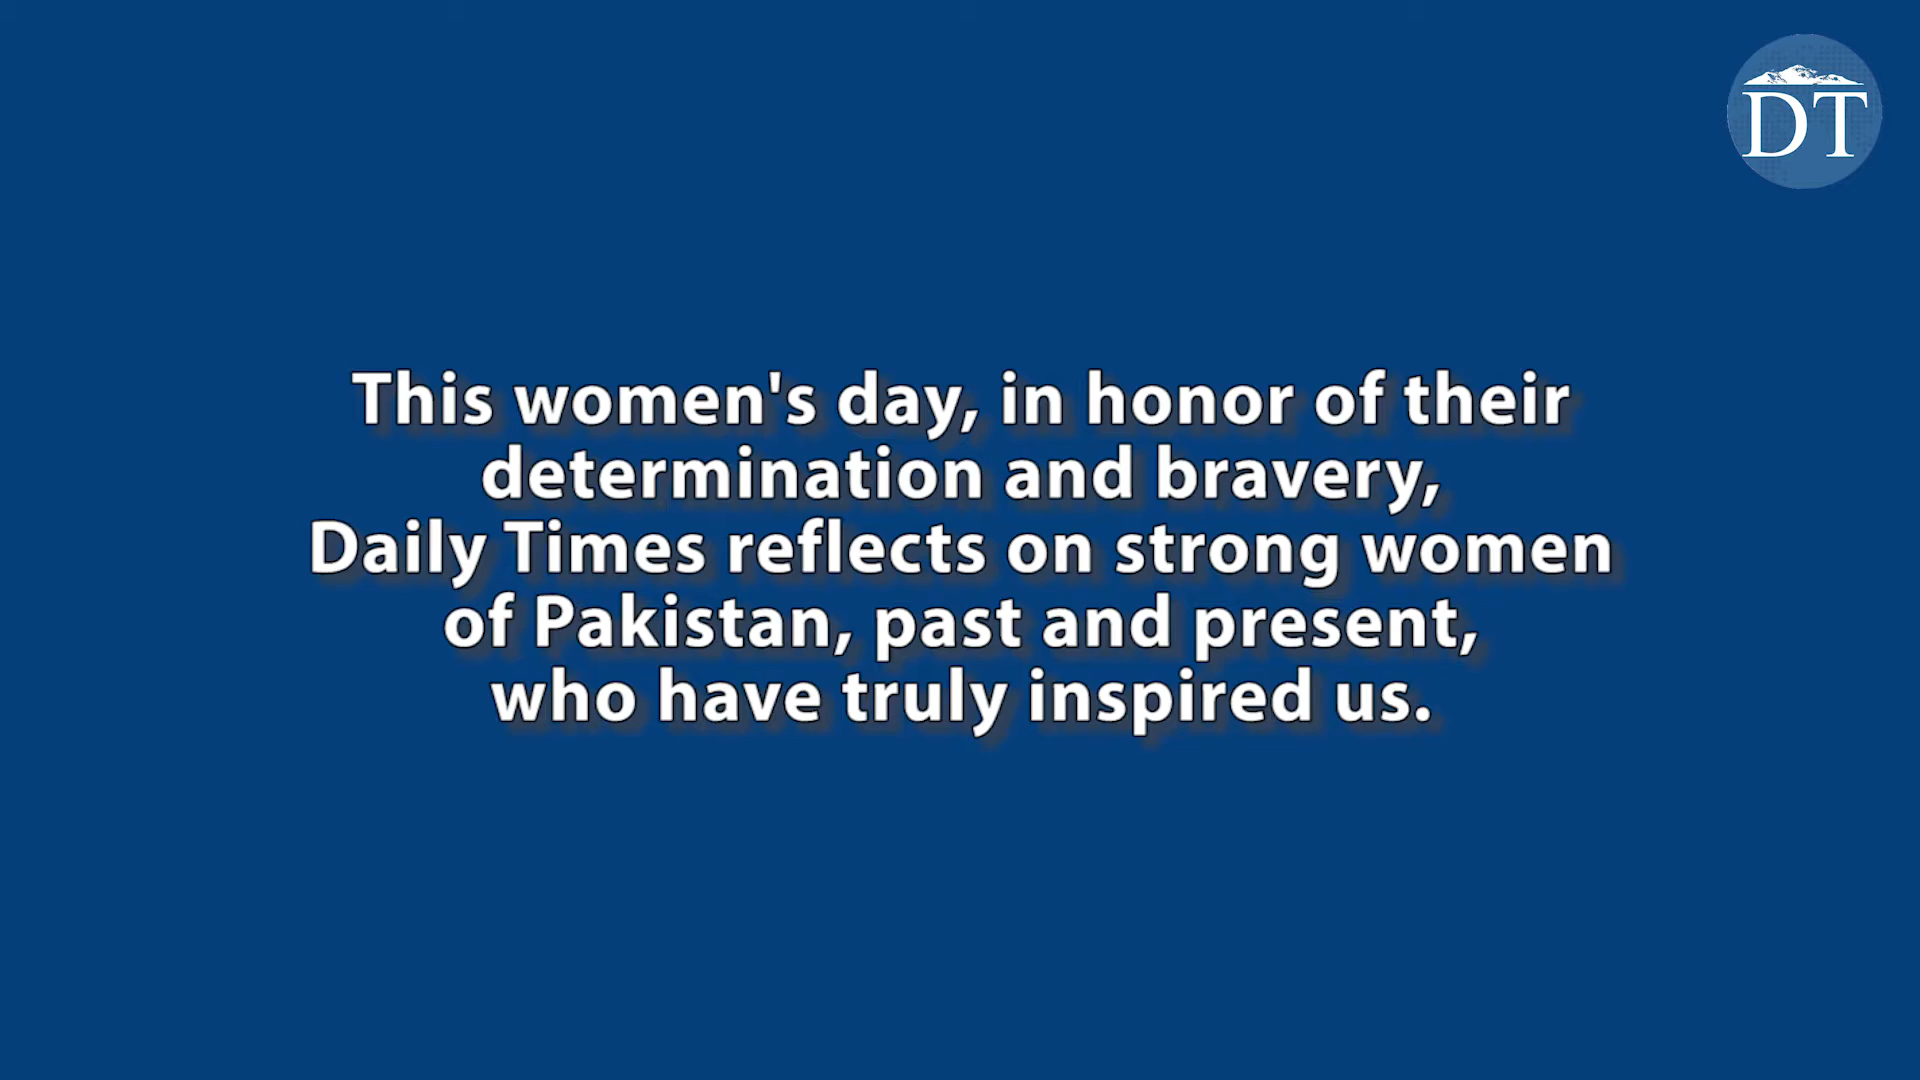 DT
This women's day, in honor of their
determination and bravery,
Daily Times reflects on strong women
of Pakistan, past and present,
who have truly inspired us.